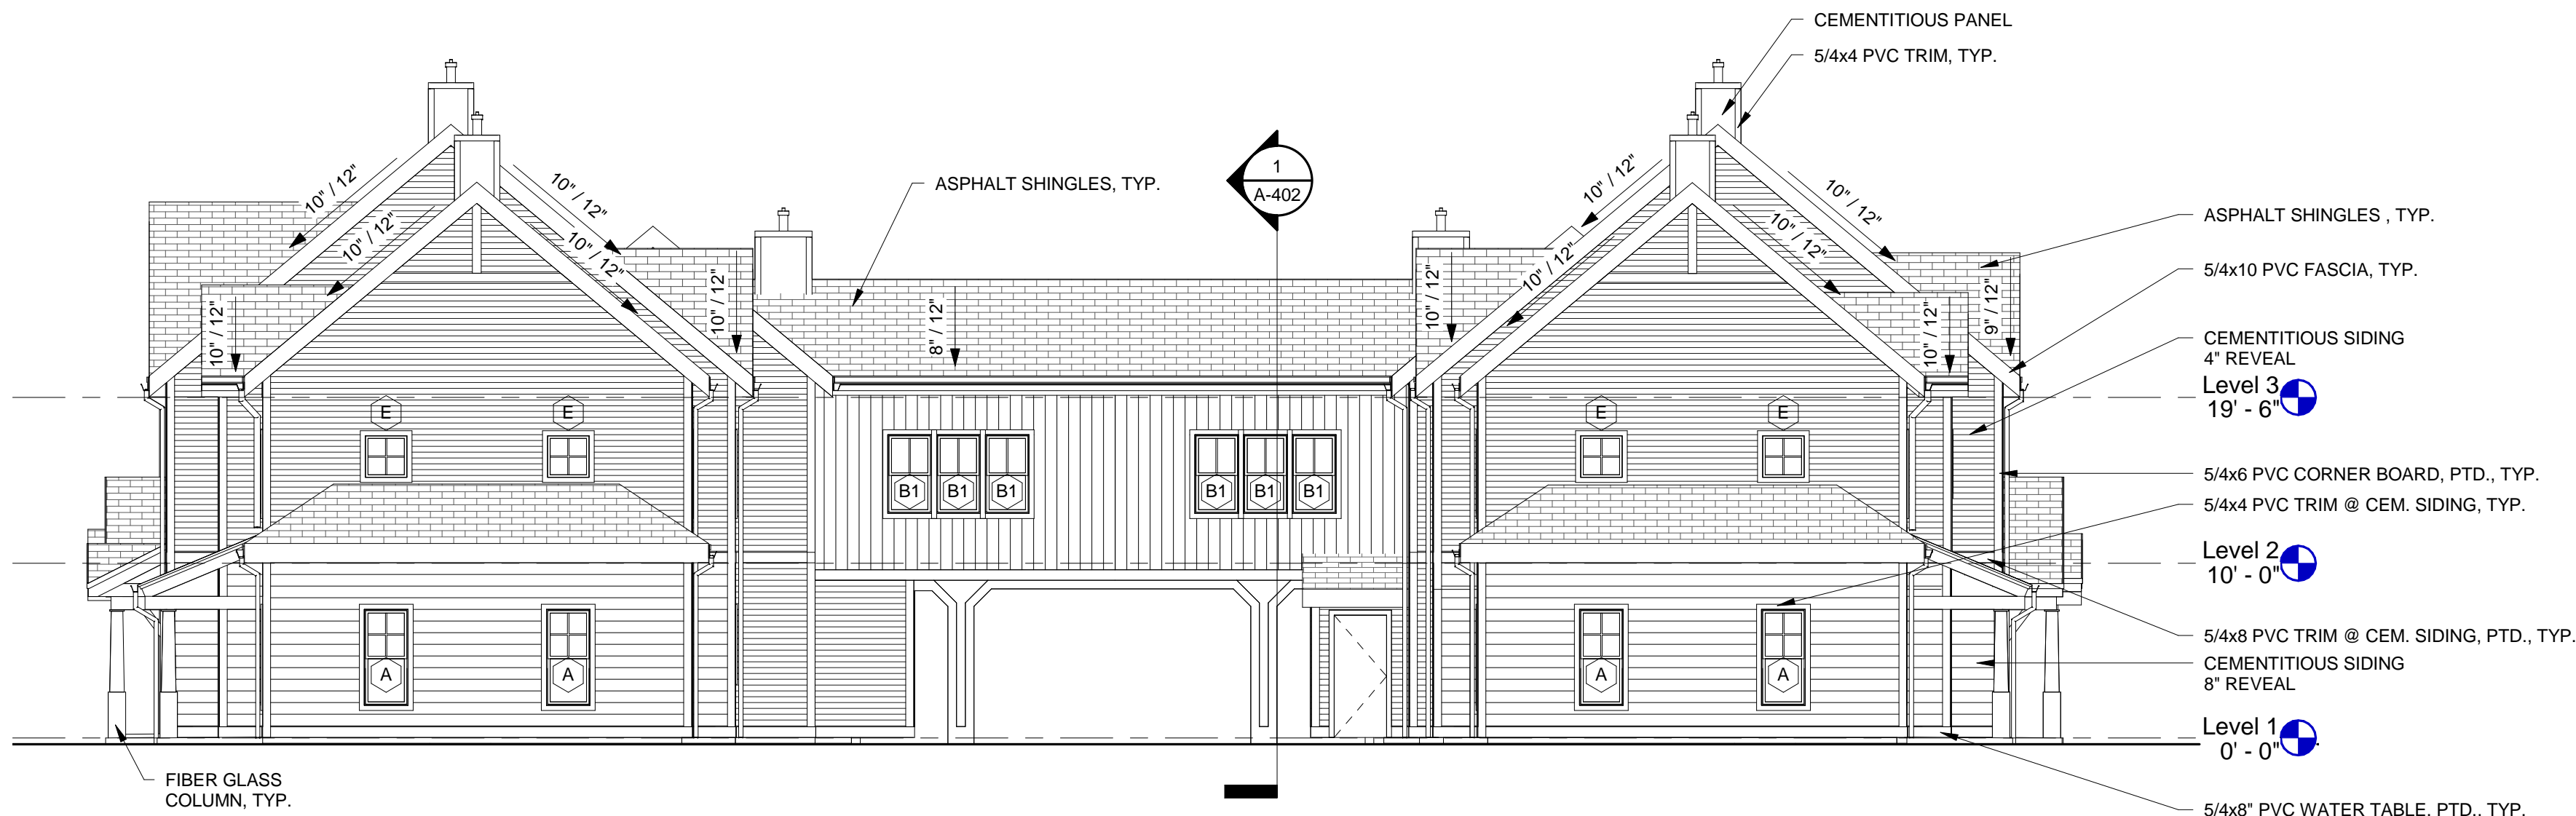 CEMENTITIOUS PANEL
5/4x4 PVC TRIM, TYP.
10" / 12"
10" / 12"
10" / 12"
10" / 12"
10" / 12"
10" / 12"
ASPHALT SHINGLES, TYP.
8" / 12"
1
A-402
10" / 12"
10" / 12"
10" / 12"
10" / 12"
10" / 12"
10" / 12"
9" / 12"
ASPHALT SHINGLES , TYP.
5/4x10 PVC FASCIA, TYP.
CEMENTITIOUS SIDING
4" REVEAL
Level 3
19' - 6"
E
E
E
E
B1
B1
B1
B1
B1
B1
5/4x6 PVC CORNER BOARD, PTD., TYP.
5/4x4 PVC TRIM @ CEM. SIDING, TYP.
Level 2
10' - 0"
A
A
A
A
5/4x8 PVC TRIM @ CEM. SIDING, PTD., TYP.
CEMENTITIOUS SIDING
8" REVEAL
Level 1
0' - 0"
FIBER GLASS
COLUMN, TYP.
5/4x8" PVC WATER TABLE, PTD., TYP.